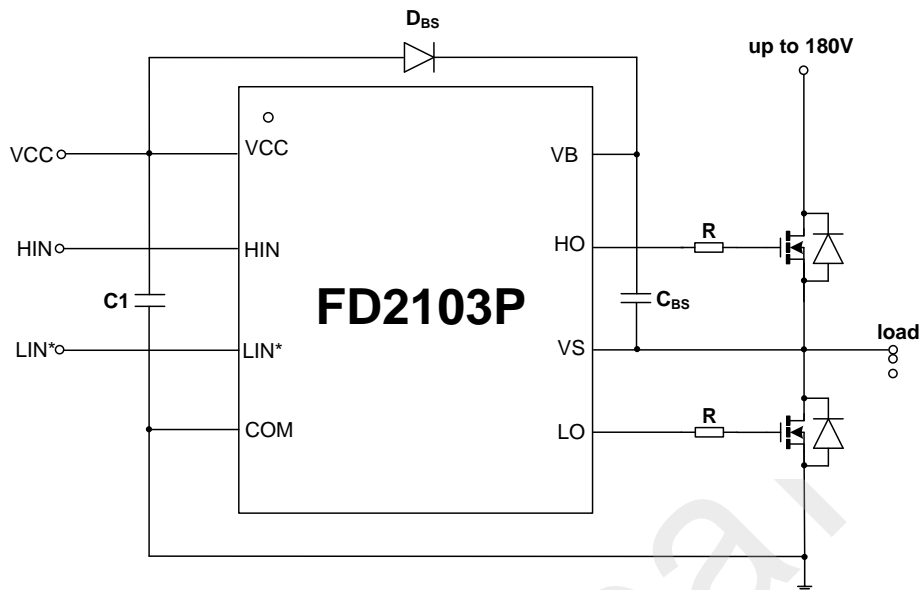 DBS
up to 180V
VCC
VCC
VB
HIN
HIN
HO
R
C1
FD2103P
CBS
load
LIN*
LIN*
VS
COM
LO
R